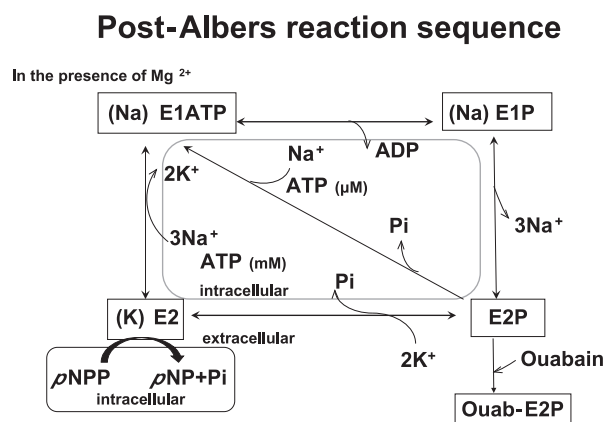 Post-Albers reaction sequence
In the presence of Mg 2+
(Na) E1ATP
(Na) E1P
ADP
Na+
2K+
ATP (µM)
3Na+
3Na+
Pi
ATP (mM)
Pi
intracellular
(K) E2
E2P
extracellular
2K+
Ouabain
pNPP
pNP+Pi
intracellular
Ouab-E2P